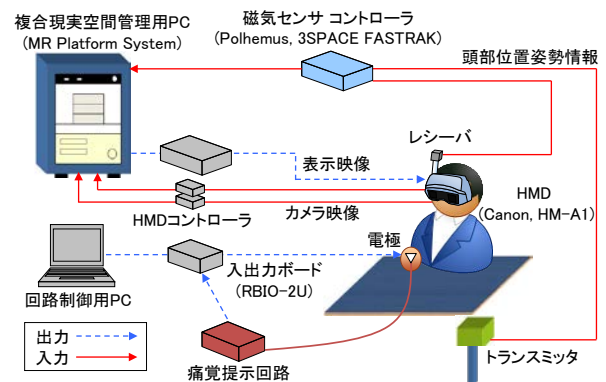 複合現実空間管理用PC
(MR Platform System)
磁気センサ コントローラ
(Polhemus, 3SPACE FASTRAK)
頭部位置姿勢情報
レシーバ
表示映像
HMDコントローラ
カメラ映像
HMD
(Canon, HM-A1)
電極
入出力ボード
(RBIO-2U)
回路制御用PC
出力
入力
痛覚提示回路
トランスミッタ